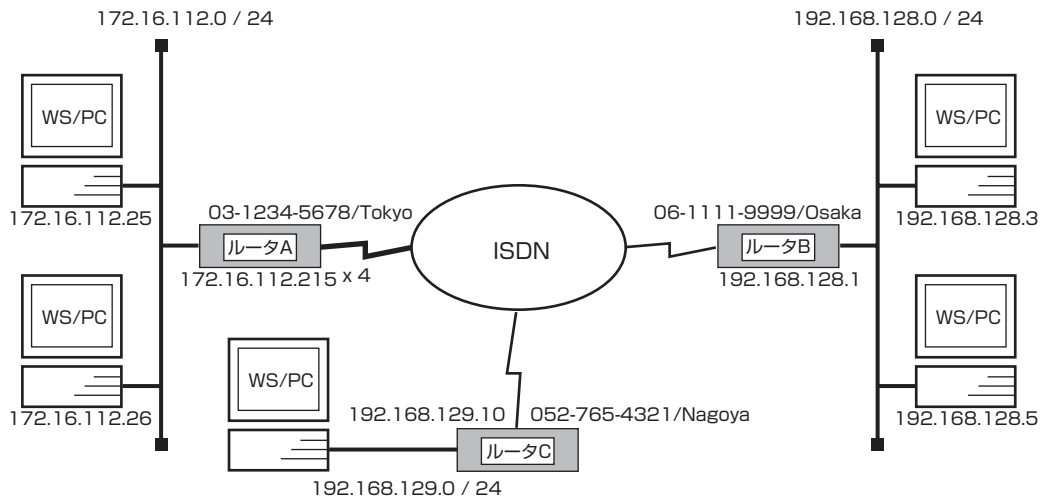 172.16.112.0 / 24
192.168.128.0 / 24
WS/PC
WS/PC
172.16.112.25
03-1234-5678/Tokyo
06-1111-9999/Osaka
192.168.128.3
ルータA
ISDN
ルータB
172.16.112.215 x 4
192.168.128.1
WS/PC
WS/PC
WS/PC
172.16.112.26
192.168.129.10
052-765-4321/Nagoya
192.168.128.5
ルータC
192.168.129.0 / 24